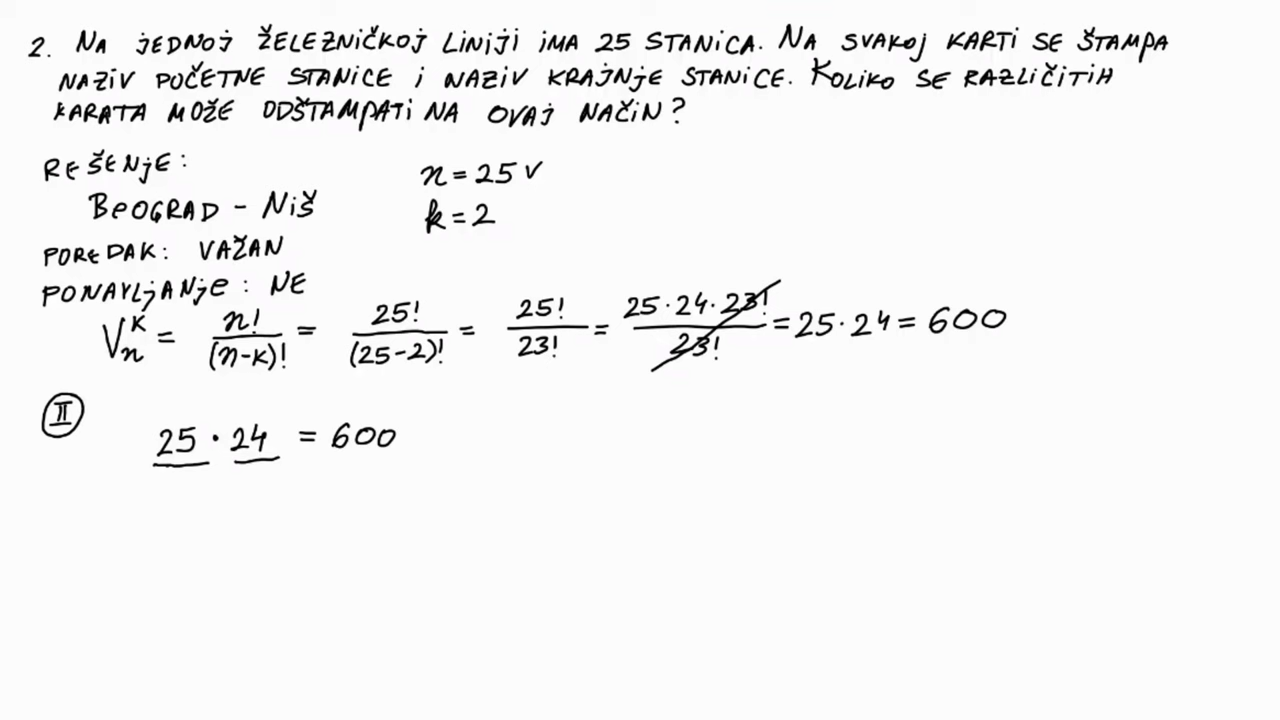 2. Na jednoj železničkoj liniji ima 25 stanica. Na svakoj karti se štampa
naziv početne stanice i naziv krajnje stanice. Koliko se različitih
karata može odštampati na ovaj način?
Rešenje:
n = 25 v
Beograd - Niš
k = 2
Poredak: važan
Ponavljanje: NE
V_n^k = n!/(n-k)! = 25!/(25-2)! = 25!/23! = 25·24·23!/23! = 25·24 = 600
II
25 · 24 = 600